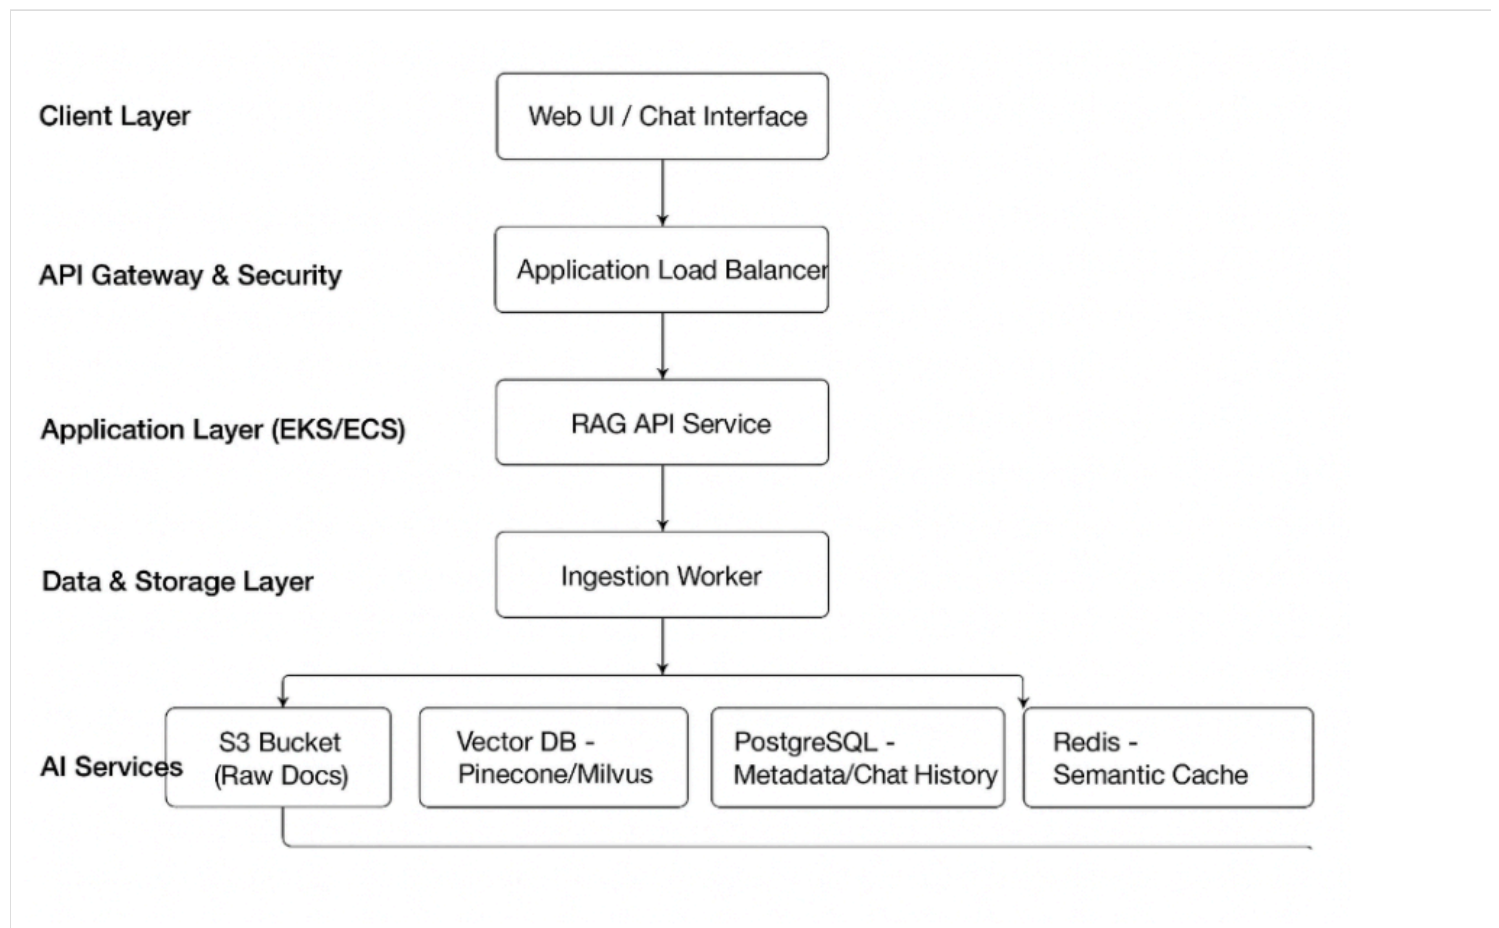 Client Layer
Web UI / Chat Interface
API Gateway & Security
Application Load Balancer
Application Layer (EKS/ECS)
RAG API Service
Data & Storage Layer
Ingestion Worker
AI Services
S3 Bucket
(Raw Docs)
Vector DB -
Pinecone/Milvus
PostgreSQL -
Metadata/Chat History
Redis -
Semantic Cache